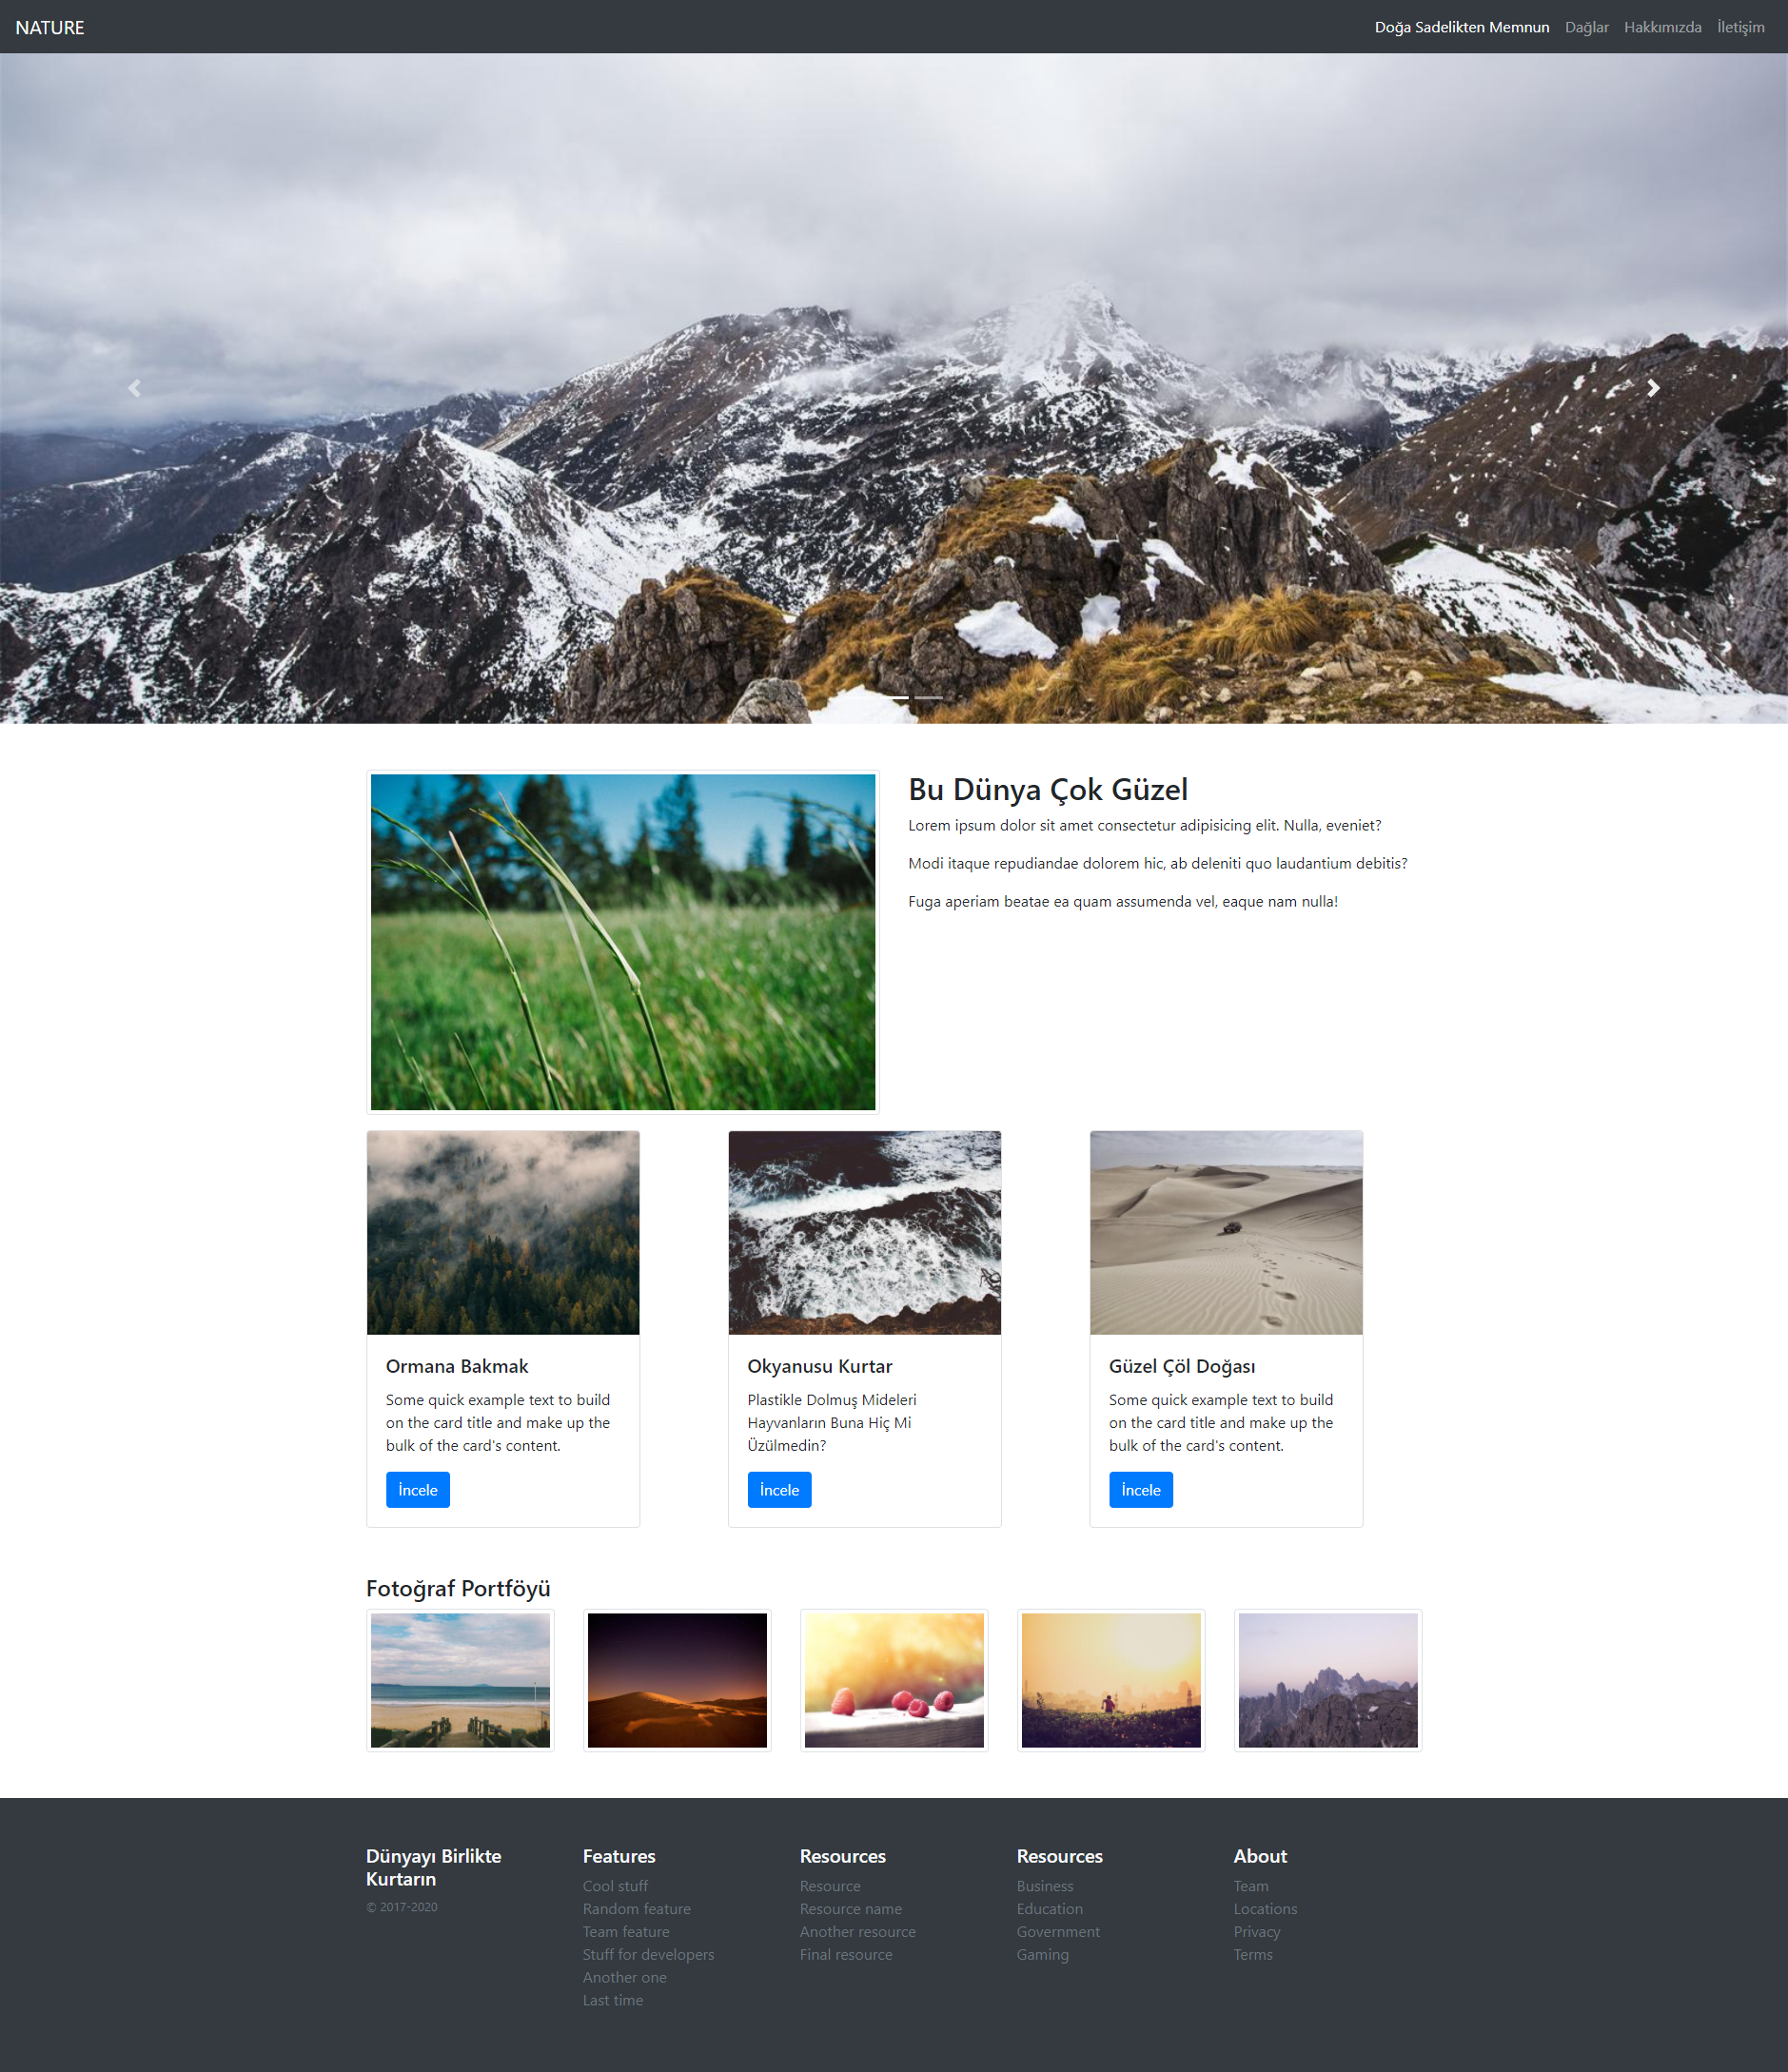 NATURE
Doğa Sadelikten Memnun
Dağlar
Hakkımızda
İletişim
Bu Dünya Çok Güzel
Lorem ipsum dolor sit amet consectetur adipisicing elit. Nulla, eveniet?
Modi itaque repudiandae dolorem hic, ab deleniti quo laudantium debitis?
Fuga aperiam beatae ea quam assumenda vel, eaque nam nulla!
Ormana Bakmak
Some quick example text to build
on the card title and make up the
bulk of the card's content.
İncele
Okyanusu Kurtar
Plastikle Dolmuş Mideleri
Hayvanların Buna Hiç Mi
Üzülmedin?
İncele
Güzel Çöl Doğası
Some quick example text to build
on the card title and make up the
bulk of the card's content.
İncele
Fotoğraf Portföyü
Dünyayı Birlikte
Kurtarın
© 2017-2020
Features
Cool stuff
Random feature
Team feature
Stuff for developers
Another one
Last time
Resources
Resource
Resource name
Another resource
Final resource
Resources
Business
Education
Government
Gaming
About
Team
Locations
Privacy
Terms